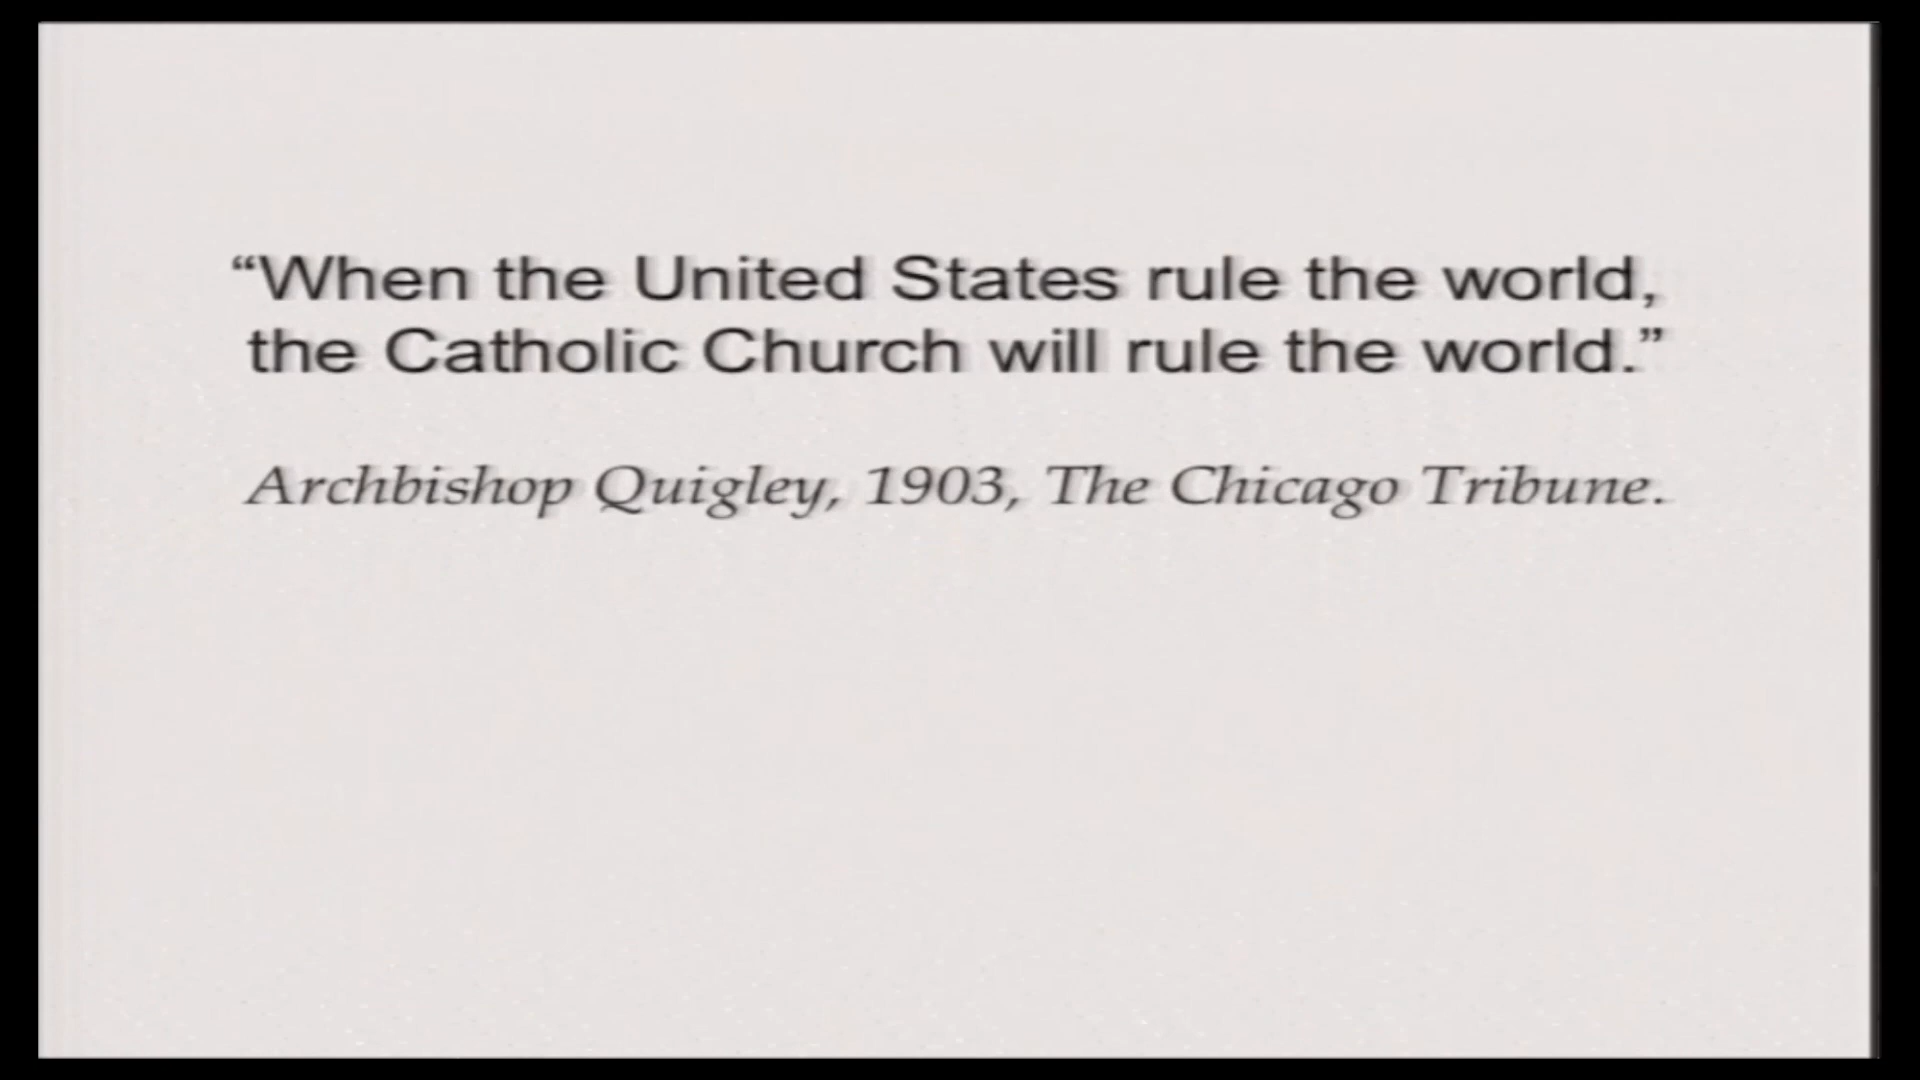 “When the United States rule the world,
the Catholic Church will rule the world.”
Archbishop Quigley, 1903, The Chicago Tribune.